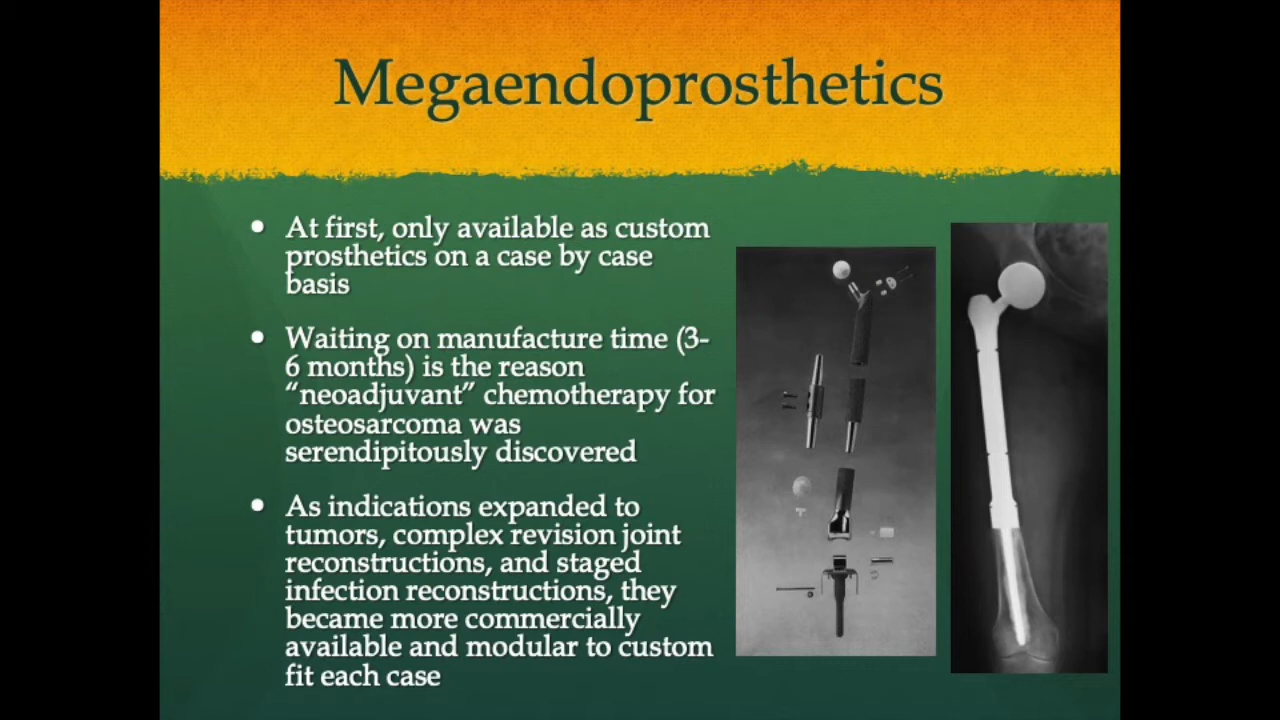 Megaendoprosthetics
• At first, only available as custom
prosthetics on a case by case
basis
• Waiting on manufacture time (3-
6 months) is the reason
“neoadjuvant” chemotherapy for
osteosarcoma was
serendipitously discovered
• As indications expanded to
tumors, complex revision joint
reconstructions, and staged
infection reconstructions, they
became more commercially
available and modular to custom
fit each case